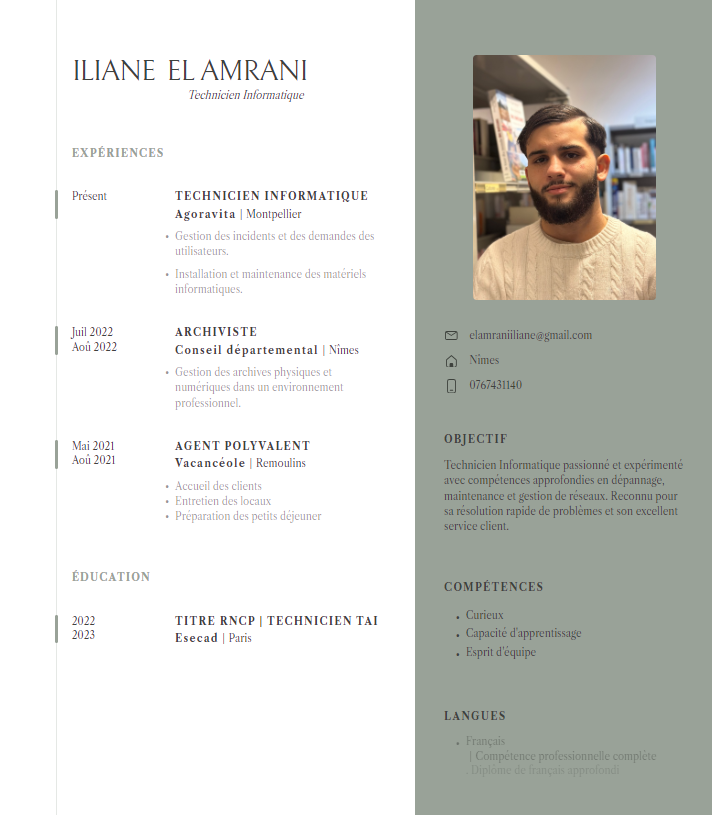 ILIANE EL AMRANI
Technicien Informatique
EXPÉRIENCES
Présent
TECHNICIEN INFORMATIQUE
Agoravita | Montpellier
• Gestion des incidents et des demandes des
utilisateurs.
• Installation et maintenance des matériels
informatiques.
Juil 2022
Aoû 2022
ARCHIVISTE
Conseil départemental | Nîmes
• Gestion des archives physiques et
numériques dans un environnement
professionnel.
Mai 2021
Aoû 2021
AGENT POLYVALENT
Vacancéole | Remoulins
• Accueil des clients
• Entretien des locaux
• Préparation des petits déjeuner
ÉDUCATION
2022
2023
TITRE RNCP | TECHNICIEN TAI
Esecad | Paris
elamraniiliane@gmail.com
Nîmes
0767431140
OBJECTIF
Technicien Informatique passionné et expérimenté
avec compétences approfondies en dépannage,
maintenance et gestion de réseaux. Reconnu pour
sa résolution rapide de problèmes et son excellent
service client.
COMPÉTENCES
• Curieux
• Capacité d'apprentissage
• Esprit d'équipe
LANGUES
• Français
| Compétence professionnelle complète
Diplôme de français approfondi